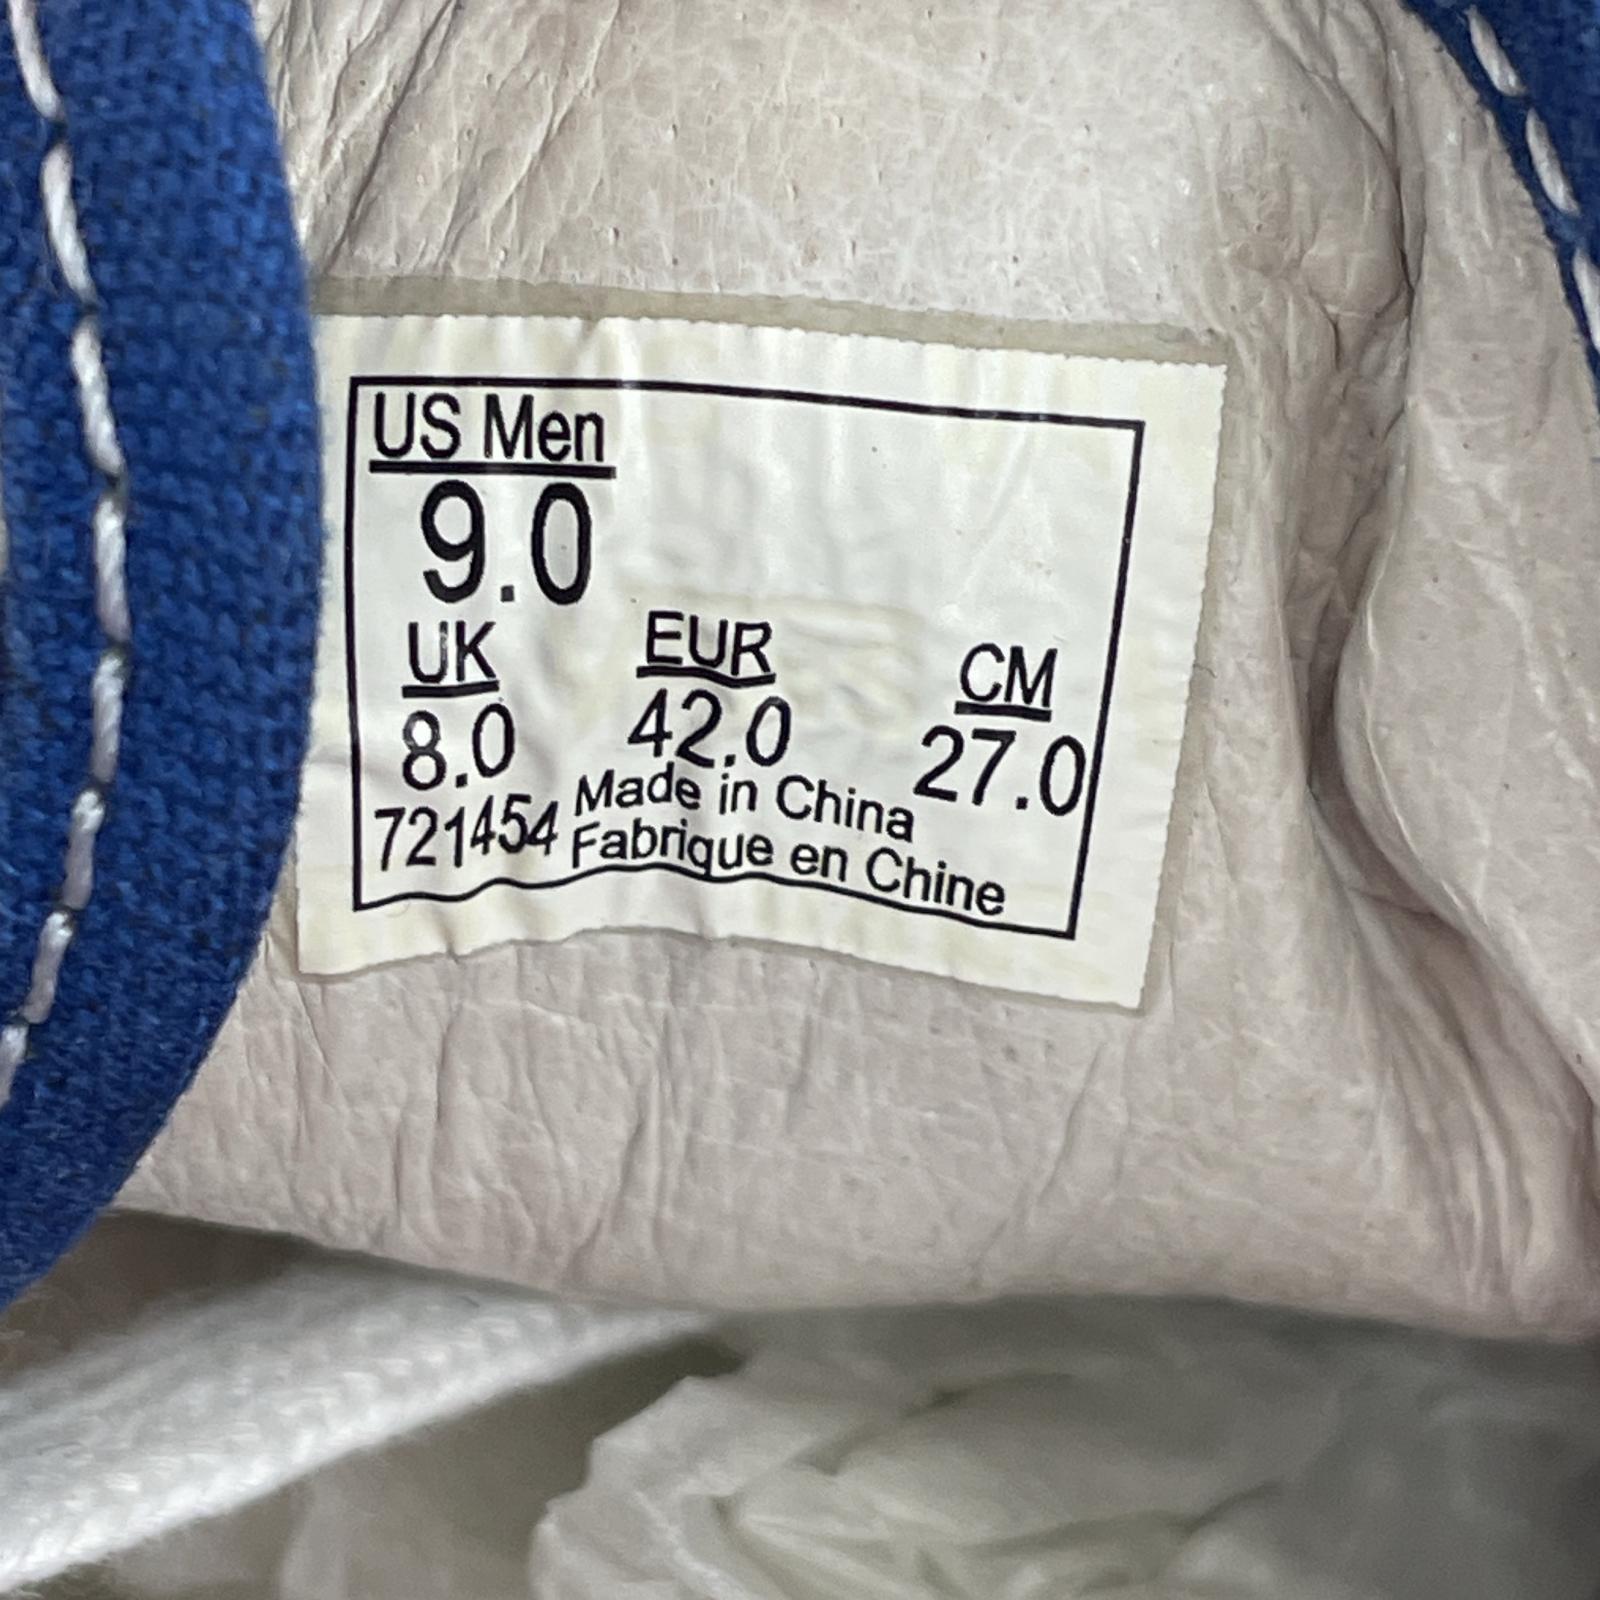 US Men
9.0
UK EUR CM
8.0 42.0 27.0
721454 Made in China
Fabrique en Chine